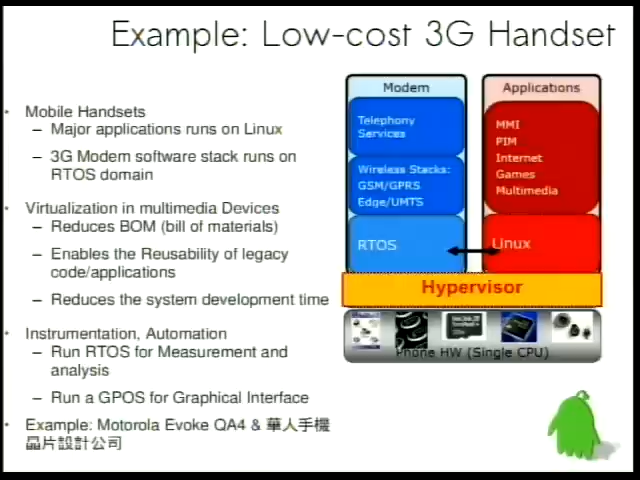 Example: Low-cost 3G Handset
• Mobile Handsets
– Major applications runs on Linux
– 3G Modem software stack runs on
RTOS domain
• Virtualization in multimedia Devices
– Reduces BOM (bill of materials)
– Enables the Reusability of legacy
code/applications
– Reduces the system development time
• Instrumentation, Automation
– Run RTOS for Measurement and
analysis
– Run a GPOS for Graphical Interface
• Example: Motorola Evoke QA4 & 華人手機
晶片設計公司
Modem
Telephony
Services
Wireless Stacks:
GSM/GPRS
Edge/UMTS
RTOS
Applications
MMI
PIM
Internet
Games
Multimedia
Linux
Hypervisor
Phone HW (Single CPU)